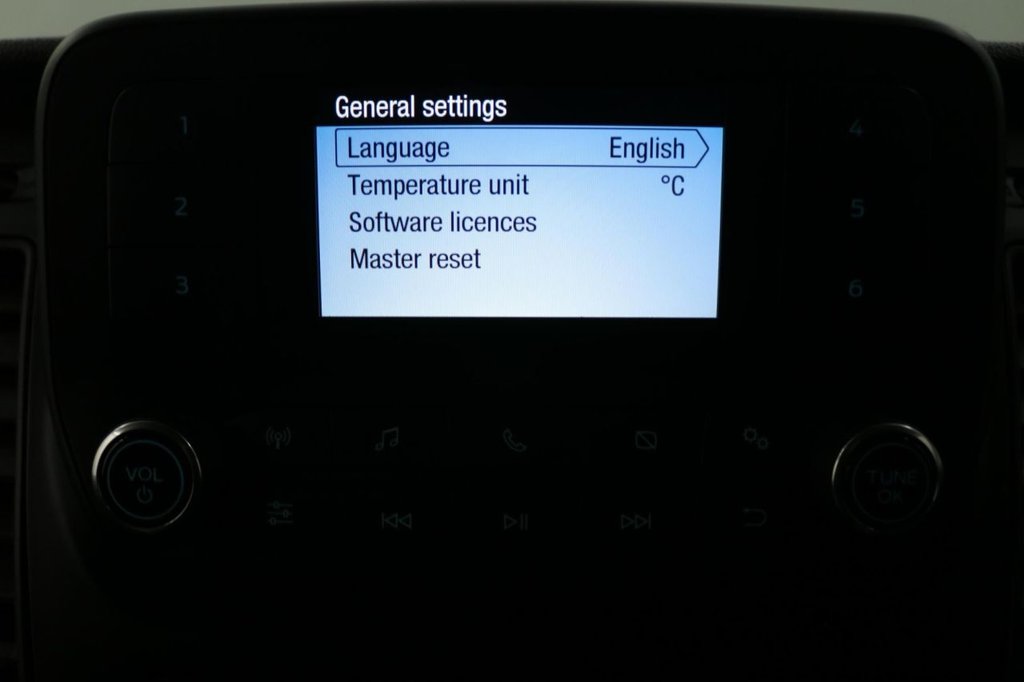 General settings
Language English
Temperature unit °C
Software licences
Master reset
1
2
3
4
5
6
VOL
TUNE
OK